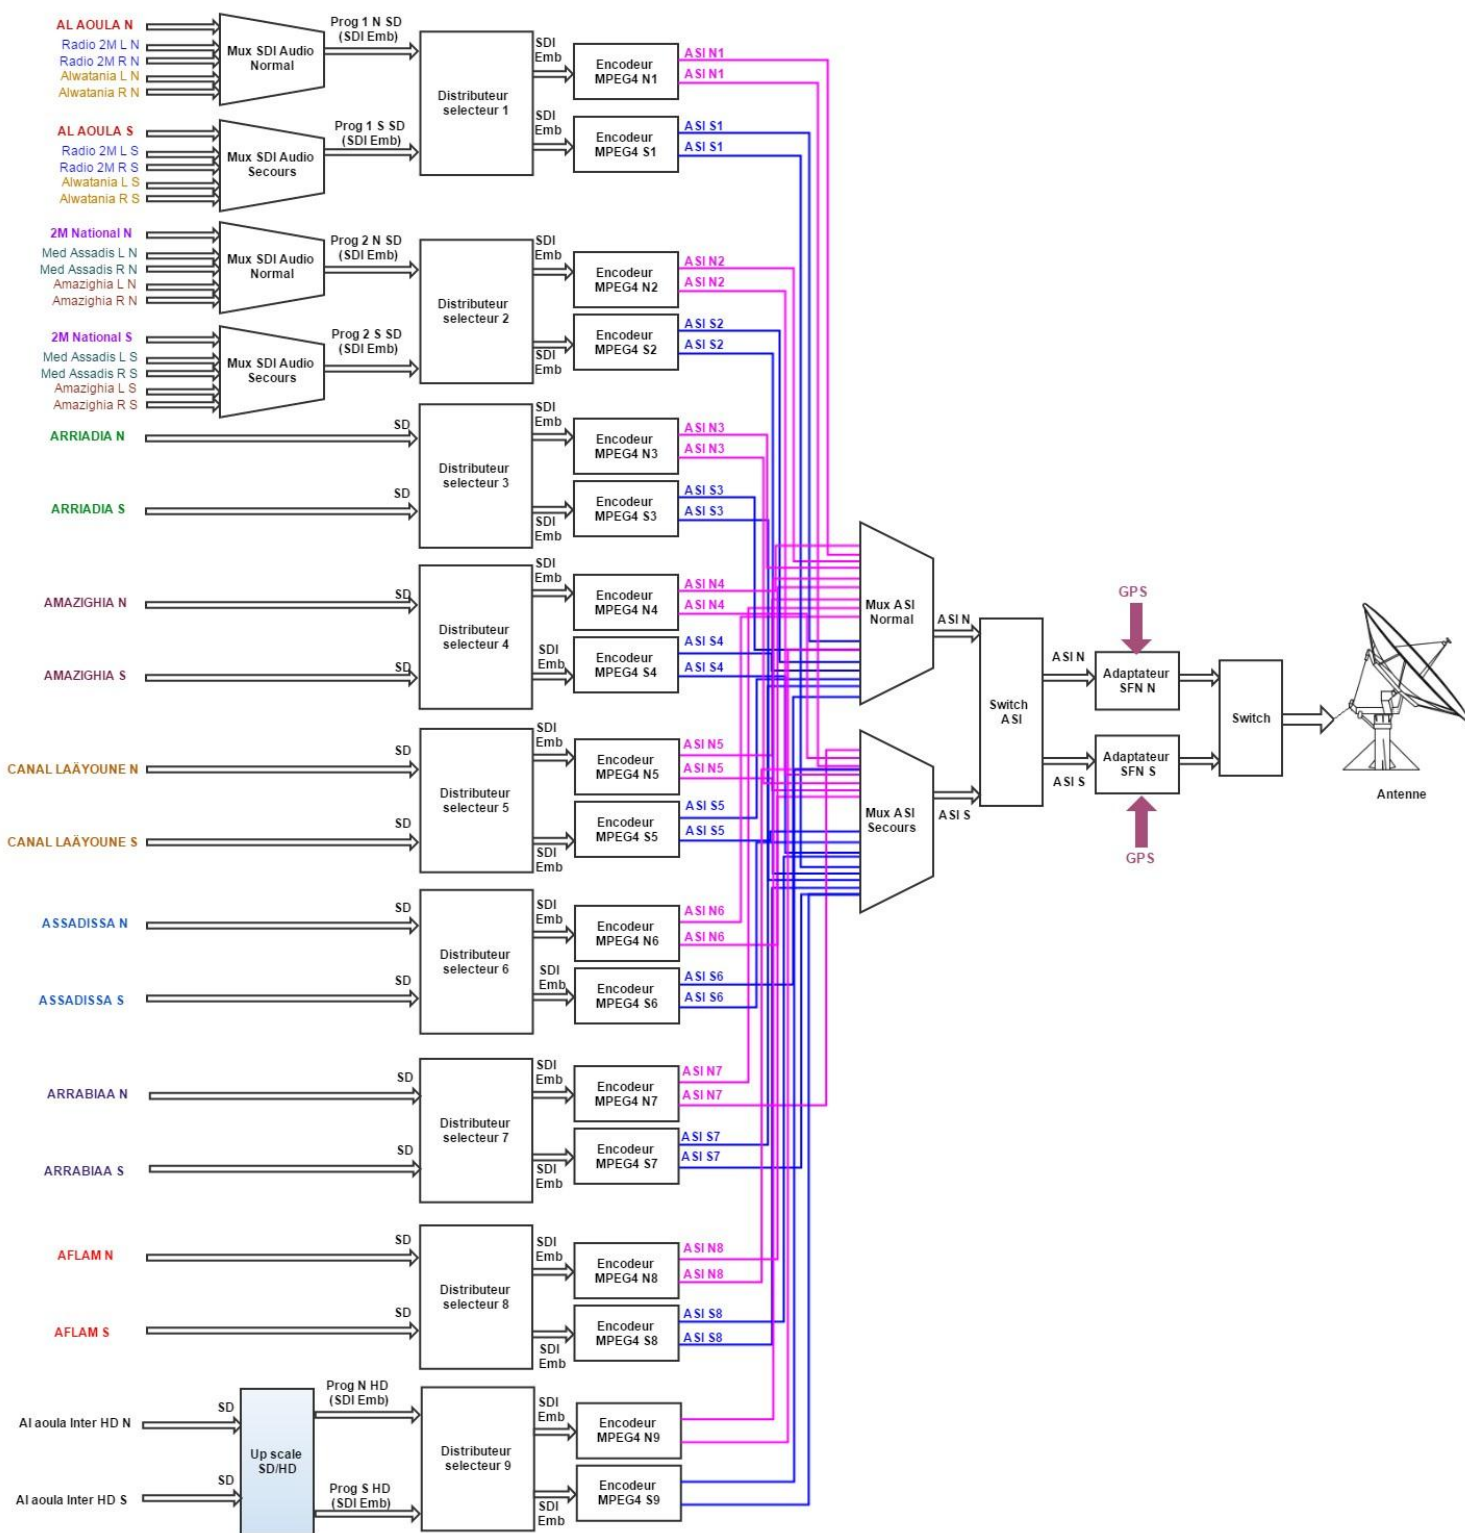 AL AOULA N
Radio 2M L N
Radio 2M R N
Alwatania L N
Alwatania R N
Mux SDI Audio
Normal
Prog 1 N SD
(SDI Emb)
AL AOULA S
Radio 2M L S
Radio 2M R S
Alwatania L S
Alwatania R S
Mux SDI Audio
Secours
Prog 1 S SD
(SDI Emb)
Distributeur
selecteur 1
SDI
Emb
Encodeur
MPEG4 N1
ASI N1
ASI N1
SDI
Emb
Encodeur
MPEG4 S1
ASI S1
ASI S1
2M National N
Med Assadis L N
Med Assadis R N
Amazighia L N
Amazighia R N
Mux SDI Audio
Normal
Prog 2 N SD
(SDI Emb)
2M National S
Med Assadis L S
Med Assadis R S
Amazighia L S
Amazighia R S
Mux SDI Audio
Secours
Prog 2 S SD
(SDI Emb)
Distributeur
selecteur 2
SDI
Emb
Encodeur
MPEG4 N2
ASI N2
ASI N2
SDI
Emb
Encodeur
MPEG4 S2
ASI S2
ASI S2
ARRIADIA N
SD
ARRIADIA S
SD
Distributeur
selecteur 3
SDI
Emb
Encodeur
MPEG4 N3
ASI N3
ASI N3
SDI
Emb
Encodeur
MPEG4 S3
ASI S3
ASI S3
AMAZIGHIA N
SD
AMAZIGHIA S
SD
Distributeur
selecteur 4
SDI
Emb
Encodeur
MPEG4 N4
ASI N4
ASI N4
SDI
Emb
Encodeur
MPEG4 S4
ASI S4
ASI S4
CANAL LAÄYOUNE N
SD
CANAL LAÄYOUNE S
SD
Distributeur
selecteur 5
SDI
Emb
Encodeur
MPEG4 N5
ASI N5
ASI N5
SDI
Emb
Encodeur
MPEG4 S5
ASI S5
ASI S5
ASSADISSA N
SD
ASSADISSA S
SD
Distributeur
selecteur 6
SDI
Emb
Encodeur
MPEG4 N6
ASI N6
ASI N6
SDI
Emb
Encodeur
MPEG4 S6
ASI S6
ASI S6
ARRABIAA N
SD
ARRABIAA S
SD
Distributeur
selecteur 7
SDI
Emb
Encodeur
MPEG4 N7
ASI N7
ASI N7
SDI
Emb
Encodeur
MPEG4 S7
ASI S7
ASI S7
AFLAM N
SD
AFLAM S
SD
Distributeur
selecteur 8
SDI
Emb
Encodeur
MPEG4 N8
ASI N8
ASI N8
SDI
Emb
Encodeur
MPEG4 S8
ASI S8
ASI S8
Al aoula Inter HD N
SD
Al aoula Inter HD S
SD
Up scale
SD/HD
Prog N HD
(SDI Emb)
Prog S HD
(SDI Emb)
Distributeur
selecteur 9
SDI
Emb
Encodeur
MPEG4 N9
SDI
Emb
Encodeur
MPEG4 S9
Mux ASI
Normal
ASI N
Mux ASI
Secours
ASI S
Switch
ASI
ASI N
GPS
Adaptateur
SFN N
ASI S
Adaptateur
SFN S
GPS
Switch
Antenne